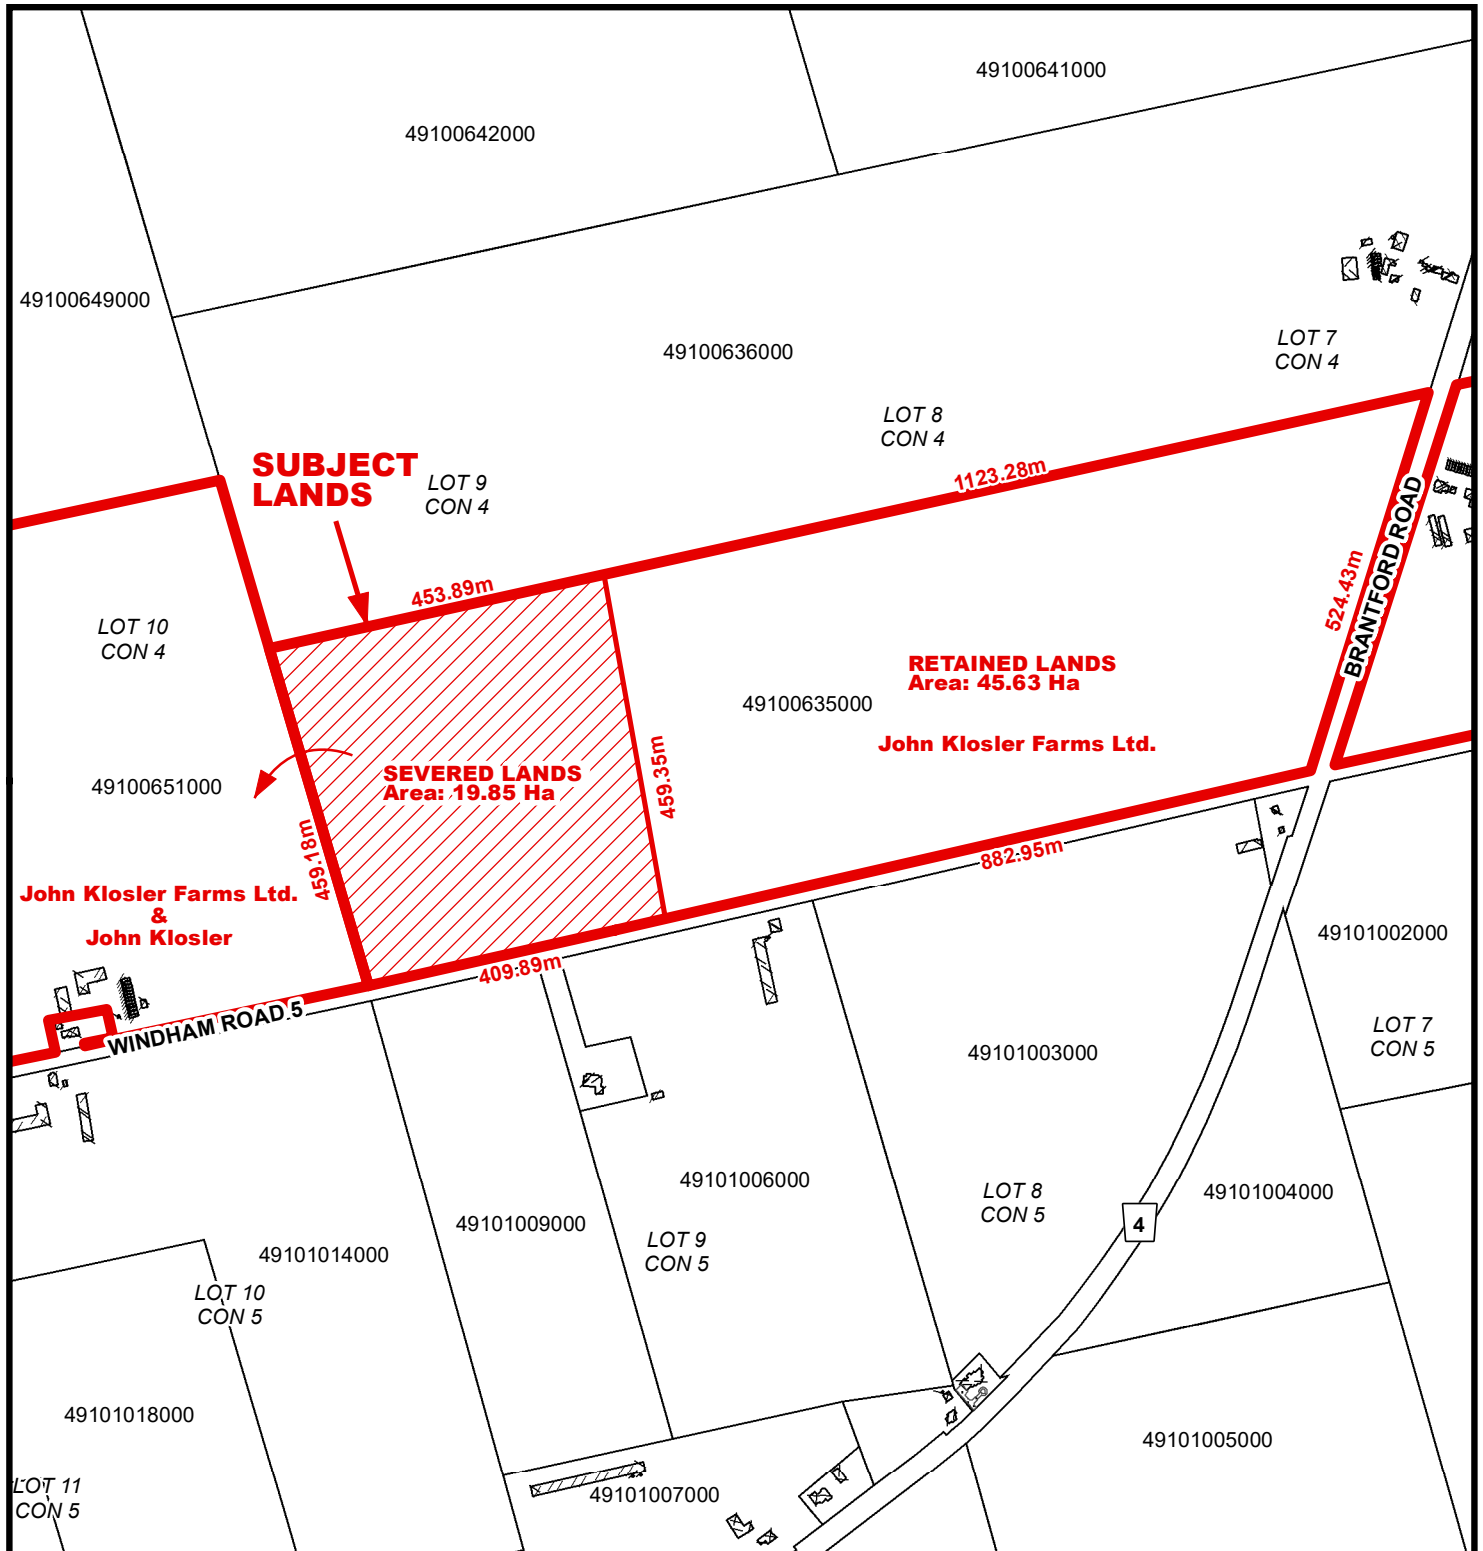 49100641000
49100642000
49100649000
49100636000
LOT 7
CON 4
LOT 8
CON 4
SUBJECT
LANDS
LOT 9
CON 4
1123.28m
453.89m
524.43m
BRANTFORD ROAD
LOT 10
CON 4
RETAINED LANDS
Area: 45.63 Ha
49100635000
John Klosler Farms Ltd.
SEVERED LANDS
Area: 19.85 Ha
459.35m
49100651000
459.18m
882.95m
John Klosler Farms Ltd.
&
John Klosler
49101002000
409.89m
WINDHAM ROAD 5
49101003000
LOT 7
CON 5
49101006000
LOT 8
CON 5
49101004000
4
49101009000
LOT 9
CON 5
49101014000
LOT 10
CON 5
49101018000
49101005000
LOT 11
CON 5
49101007000